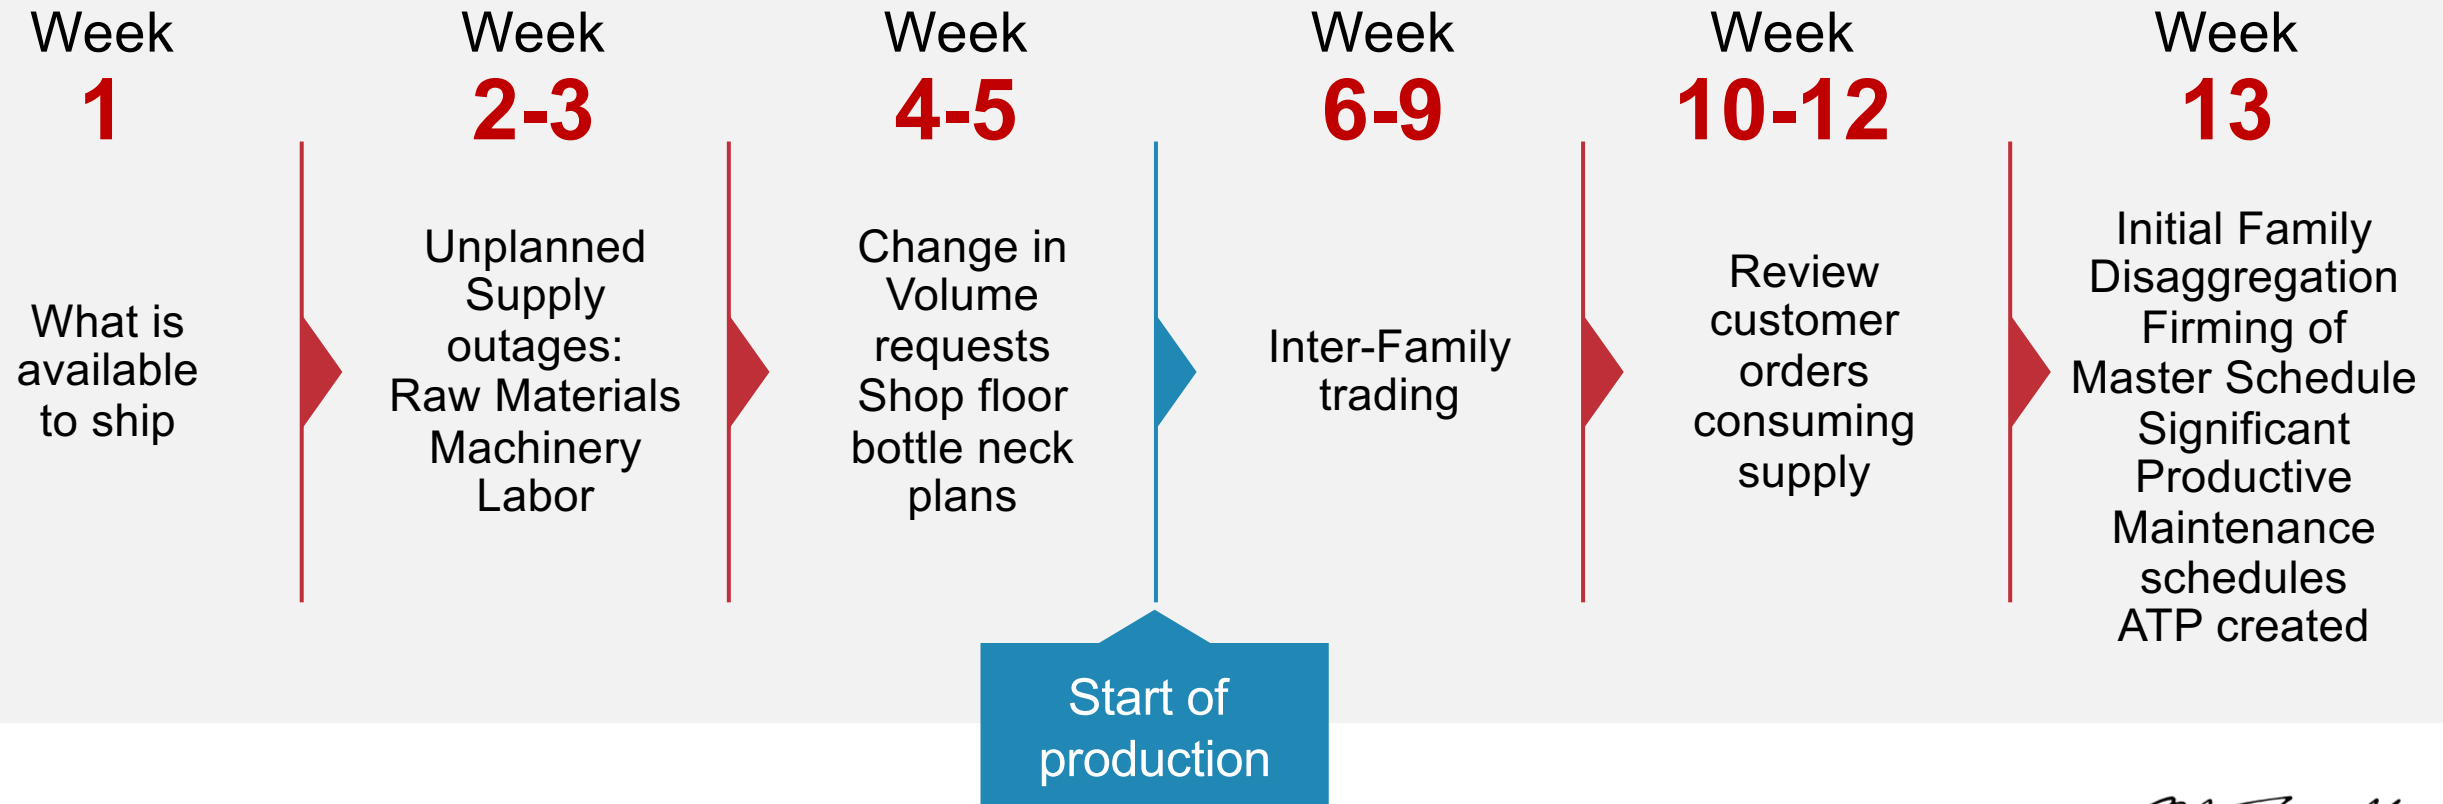 Week
1
What is
available
to ship
Week
2-3
Unplanned
Supply
outages:
Raw Materials
Machinery
Labor
Week
4-5
Change in
Volume
requests
Shop floor
bottle neck
plans
Start of
production
Week
6-9
Inter-Family
trading
Week
10-12
Review
customer
orders
consuming
supply
Week
13
Initial Family
Disaggregation
Firming of
Master Schedule
Significant
Productive
Maintenance
schedules
ATP created